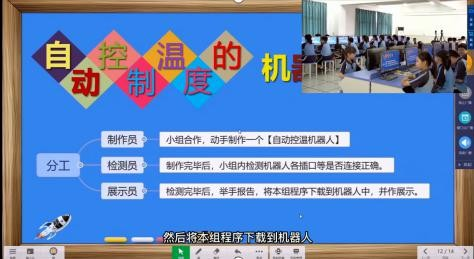 自动控制温度的
机器
分工
制作员
小组合作，动手制作一个【自动控温机器人】
检测员
制作完毕后，小组内检测机器人各插口等是否连接正确。
展示员
检测完毕后，举手报告，将本组程序下载到机器人中，并作展示。
然后将本组程序下载到机器人
12 / 14